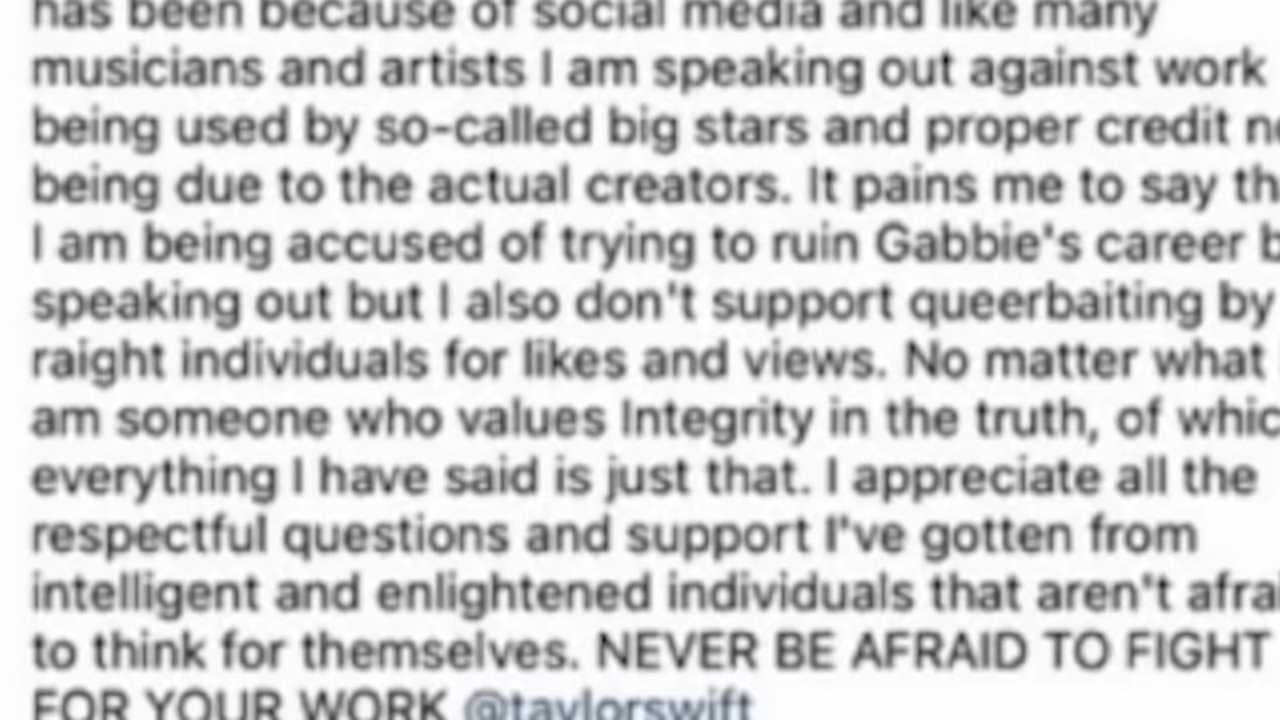 has been because of social media and like many
musicians and artists I am speaking out against work
being used by so-called big stars and proper credit
being due to the actual creators. It pains me to say
I am being accused of trying to ruin Gabbie's career
speaking out but I also don't support queerbaiting by
raight individuals for likes and views. No matter what
am someone who values Integrity in the truth, of
everything I have said is just that. I appreciate all the
respectful questions and support I've gotten from
intelligent and enlightened individuals that aren't
to think for themselves. NEVER BE AFRAID TO FIGHT
FOR YOUR WORK @taylorswift